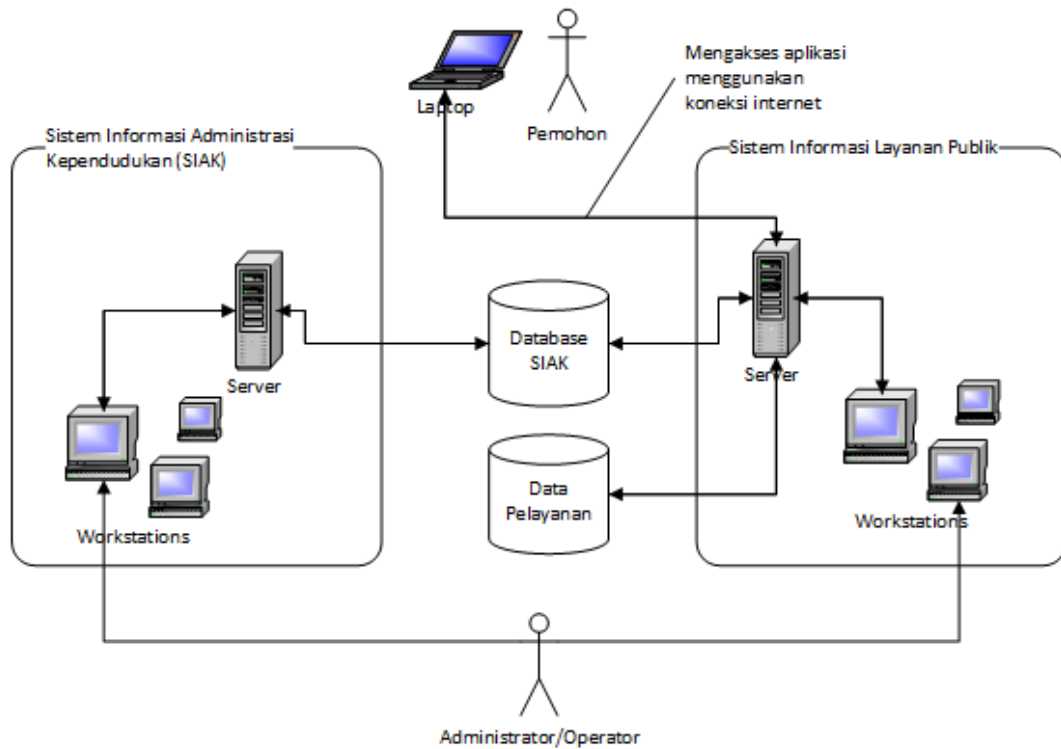 Mengakses aplikasi
menggunakan
koneksi internet
Laptop
Pemohon
Sistem Informasi Administrasi
Kependudukan (SIAK)
Sistem Informasi Layanan Publik
Server
Database
SIAK
Server
Data
Pelayanan
Workstations
Workstations
Administrator/Operator